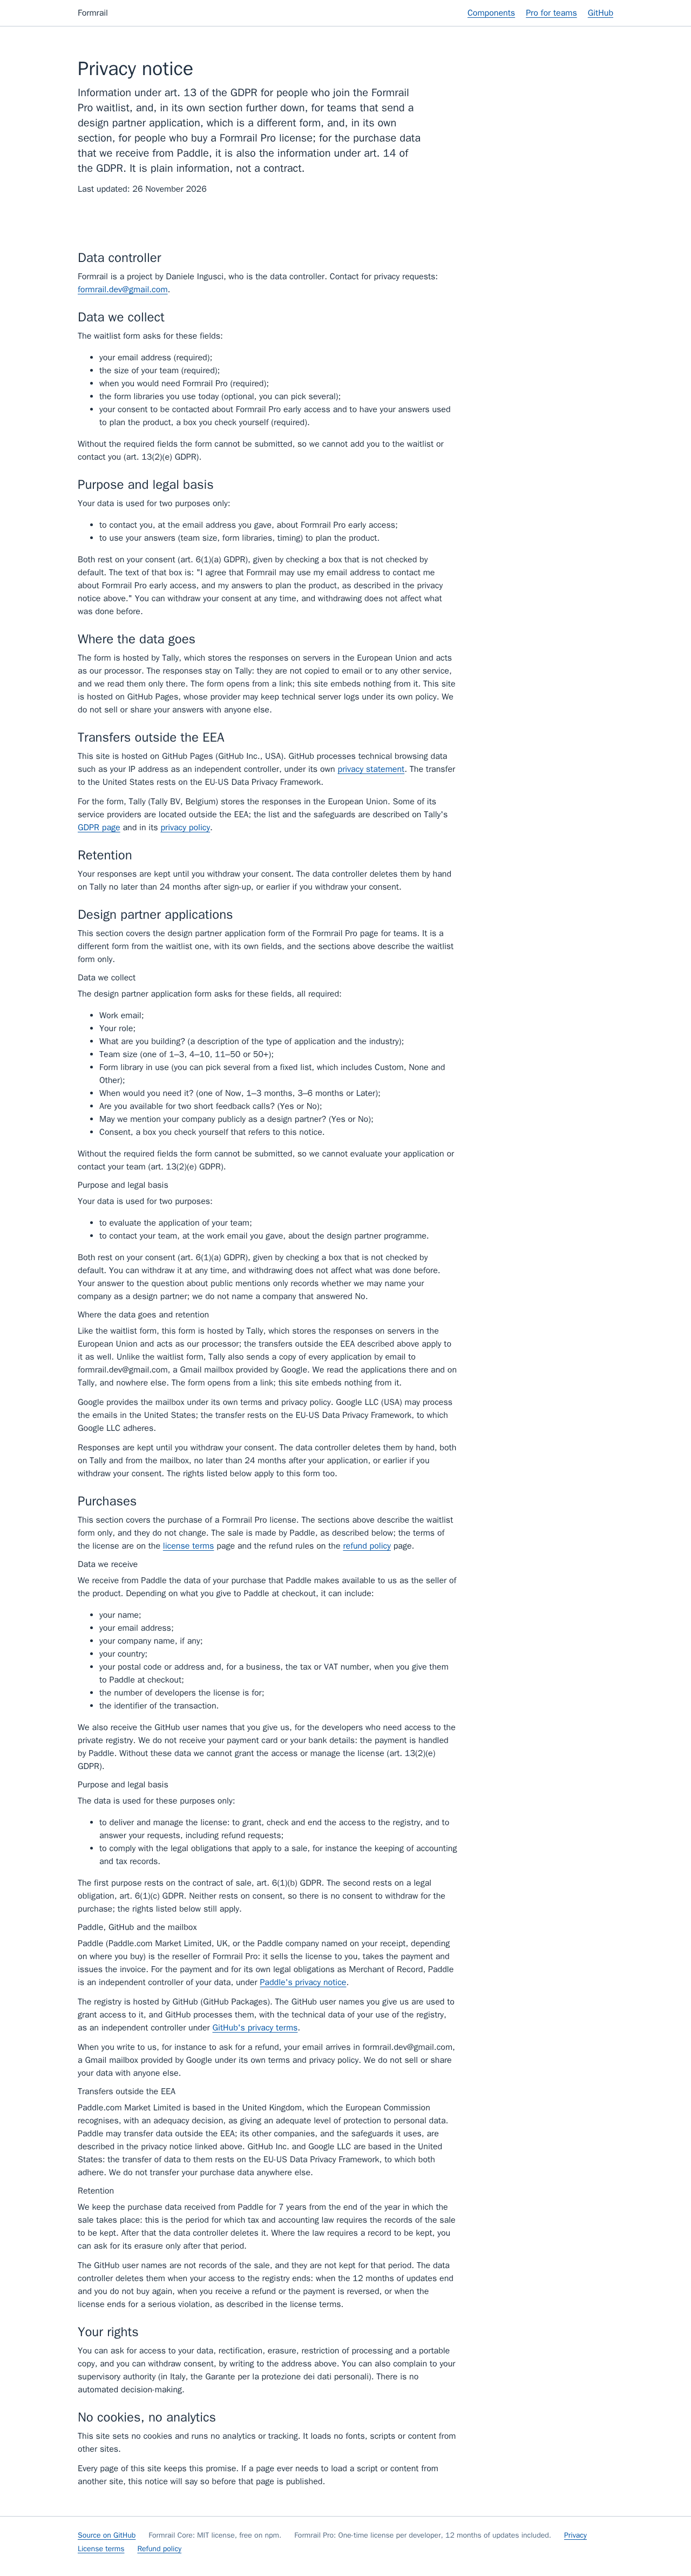 Formrail
Components Pro for teams GitHub
Privacy notice
Information under art. 13 of the GDPR for people who join the Formrail
Pro waitlist, and, in its own section further down, for teams that send a
design partner application, which is a different form, and, in its own
section, for people who buy a Formrail Pro license; for the purchase data
that we receive from Paddle, it is also the information under art. 14 of
the GDPR. It is plain information, not a contract.
Last updated: 26 November 2026
Data controller
Formrail is a project by Daniele Ingusci, who is the data controller. Contact for privacy requests:
formrail.dev@gmail.com.
Data we collect
The waitlist form asks for these fields:
• your email address (required);
• the size of your team (required);
• when you would need Formrail Pro (required);
• the form libraries you use today (optional, you can pick several);
• your consent to be contacted about Formrail Pro early access and to have your answers used
to plan the product, a box you check yourself (required).
Without the required fields the form cannot be submitted, so we cannot add you to the waitlist or
contact you (art. 13(2)(e) GDPR).
Purpose and legal basis
Your data is used for two purposes only:
• to contact you, at the email address you gave, about Formrail Pro early access;
• to use your answers (team size, form libraries, timing) to plan the product.
Both rest on your consent (art. 6(1)(a) GDPR), given by checking a box that is not checked by
default. The text of that box is: "I agree that Formrail may use my email address to contact me
about Formrail Pro early access, and my answers to plan the product, as described in the privacy
notice above." You can withdraw your consent at any time, and withdrawing does not affect what
was done before.
Where the data goes
The form is hosted by Tally, which stores the responses on servers in the European Union and acts
as our processor. The responses stay on Tally: they are not copied to email or to any other service,
and we read them only there. The form opens from a link; this site embeds nothing from it. This site
is hosted on GitHub Pages, whose provider may keep technical server logs under its own policy. We
do not sell or share your answers with anyone else.
Transfers outside the EEA
This site is hosted on GitHub Pages (GitHub Inc., USA). GitHub processes technical browsing data
such as your IP address as an independent controller, under its own privacy statement. The transfer
to the United States rests on the EU-US Data Privacy Framework.
For the form, Tally (Tally BV, Belgium) stores the responses in the European Union. Some of its
service providers are located outside the EEA; the list and the safeguards are described on Tally's
GDPR page and in its privacy policy.
Retention
Your responses are kept until you withdraw your consent. The data controller deletes them by hand
on Tally no later than 24 months after sign-up, or earlier if you withdraw your consent.
Design partner applications
This section covers the design partner application form of the Formrail Pro page for teams. It is a
different form from the waitlist one, with its own fields, and the sections above describe the waitlist
form only.
Data we collect
The design partner application form asks for these fields, all required:
• Work email;
• Your role;
• What are you building? (a description of the type of application and the industry);
• Team size (one of 1–3, 4–10, 11–50 or 50+);
• Form library in use (you can pick several from a fixed list, which includes Custom, None and
Other);
• When would you need it? (one of Now, 1–3 months, 3–6 months or Later);
• Are you available for two short feedback calls? (Yes or No);
• May we mention your company publicly as a design partner? (Yes or No);
• Consent, a box you check yourself that refers to this notice.
Without the required fields the form cannot be submitted, so we cannot evaluate your application or
contact your team (art. 13(2)(e) GDPR).
Purpose and legal basis
Your data is used for two purposes:
• to evaluate the application of your team;
• to contact your team, at the work email you gave, about the design partner programme.
Both rest on your consent (art. 6(1)(a) GDPR), given by checking a box that is not checked by
default. You can withdraw it at any time, and withdrawing does not affect what was done before.
Your answer to the question about public mentions only records whether we may name your
company as a design partner; we do not name a company that answered No.
Where the data goes and retention
Like the waitlist form, this form is hosted by Tally, which stores the responses on servers in the
European Union and acts as our processor; the transfers outside the EEA described above apply to
it as well. Unlike the waitlist form, Tally also sends a copy of every application by email to
formrail.dev@gmail.com, a Gmail mailbox provided by Google. We read the applications there and on
Tally, and nowhere else. The form opens from a link; this site embeds nothing from it.
Google provides the mailbox under its own terms and privacy policy. Google LLC (USA) may process
the emails in the United States; the transfer rests on the EU-US Data Privacy Framework, to which
Google LLC adheres.
Responses are kept until you withdraw your consent. The data controller deletes them by hand, both
on Tally and from the mailbox, no later than 24 months after your application, or earlier if you
withdraw your consent. The rights listed below apply to this form too.
Purchases
This section covers the purchase of a Formrail Pro license. The sections above describe the waitlist
form only, and they do not change. The sale is made by Paddle, as described below; the terms of
the license are on the license terms page and the refund rules on the refund policy page.
Data we receive
We receive from Paddle the data of your purchase that Paddle makes available to us as the seller of
the product. Depending on what you give to Paddle at checkout, it can include:
• your name;
• your email address;
• your company name, if any;
• your country;
• your postal code or address and, for a business, the tax or VAT number, when you give them
to Paddle at checkout;
• the number of developers the license is for;
• the identifier of the transaction.
We also receive the GitHub user names that you give us, for the developers who need access to the
private registry. We do not receive your payment card or your bank details: the payment is handled
by Paddle. Without these data we cannot grant the access or manage the license (art. 13(2)(e)
GDPR).
Purpose and legal basis
The data is used for these purposes only:
• to deliver and manage the license: to grant, check and end the access to the registry, and to
answer your requests, including refund requests;
• to comply with the legal obligations that apply to a sale, for instance the keeping of accounting
and tax records.
The first purpose rests on the contract of sale, art. 6(1)(b) GDPR. The second rests on a legal
obligation, art. 6(1)(c) GDPR. Neither rests on consent, so there is no consent to withdraw for the
purchase; the rights listed below still apply.
Paddle, GitHub and the mailbox
Paddle (Paddle.com Market Limited, UK, or the Paddle company named on your receipt, depending
on where you buy) is the reseller of Formrail Pro: it sells the license to you, takes the payment and
issues the invoice. For the payment and for its own legal obligations as Merchant of Record, Paddle
is an independent controller of your data, under Paddle's privacy notice.
The registry is hosted by GitHub (GitHub Packages). The GitHub user names you give us are used to
grant access to it, and GitHub processes them, with the technical data of your use of the registry,
as an independent controller under GitHub's privacy terms.
When you write to us, for instance to ask for a refund, your email arrives in formrail.dev@gmail.com,
a Gmail mailbox provided by Google under its own terms and privacy policy. We do not sell or share
your data with anyone else.
Transfers outside the EEA
Paddle.com Market Limited is based in the United Kingdom, which the European Commission
recognises, with an adequacy decision, as giving an adequate level of protection to personal data.
Paddle may transfer data outside the EEA; its other companies, and the safeguards it uses, are
described in the privacy notice linked above. GitHub Inc. and Google LLC are based in the United
States: the transfer of data to them rests on the EU-US Data Privacy Framework, to which both
adhere. We do not transfer your purchase data anywhere else.
Retention
We keep the purchase data received from Paddle for 7 years from the end of the year in which the
sale takes place: this is the period for which tax and accounting law requires the records of the sale
to be kept. After that the data controller deletes it. Where the law requires a record to be kept, you
can ask for its erasure only after that period.
The GitHub user names are not records of the sale, and they are not kept for that period. The data
controller deletes them when your access to the registry ends: when the 12 months of updates end
and you do not buy again, when you receive a refund or the payment is reversed, or when the
license ends for a serious violation, as described in the license terms.
Your rights
You can ask for access to your data, rectification, erasure, restriction of processing and a portable
copy, and you can withdraw consent, by writing to the address above. You can also complain to your
supervisory authority (in Italy, the Garante per la protezione dei dati personali). There is no
automated decision-making.
No cookies, no analytics
This site sets no cookies and runs no analytics or tracking. It loads no fonts, scripts or content from
other sites.
Every page of this site keeps this promise. If a page ever needs to load a script or content from
another site, this notice will say so before that page is published.
Source on GitHub Formrail Core: MIT license, free on npm. Formrail Pro: One-time license per developer, 12 months of updates included. Privacy
License terms Refund policy